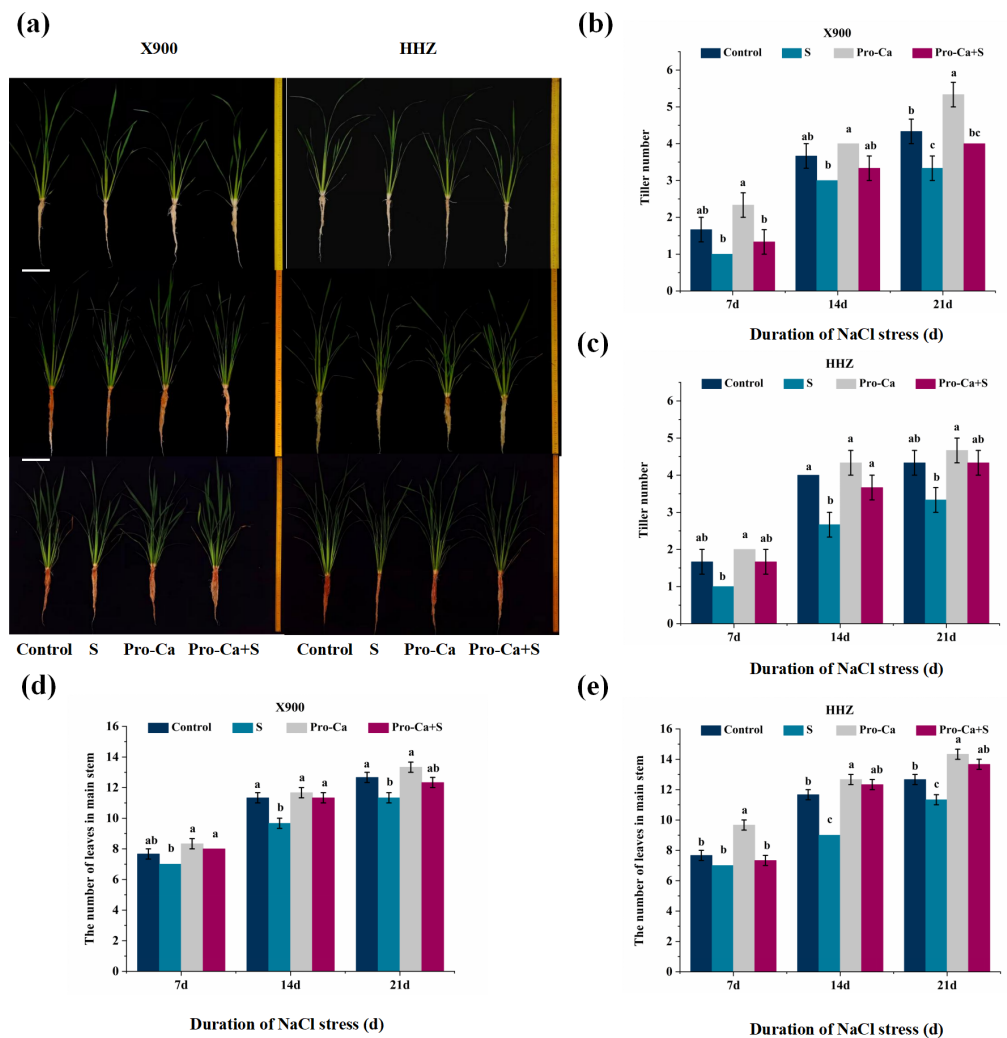 (a)
X900 HHZ
Control S Pro-Ca Pro-Ca+S Control S Pro-Ca Pro-Ca+S
(b)
X900
Control S Pro-Ca Pro-Ca+S
Tiller number
6
5
4
3
2
1
0
ab b a b
ab b a ab
b c a bc
7d 14d 21d
Duration of NaCl stress (d)
(c)
HHZ
Control S Pro-Ca Pro-Ca+S
Tiller number
6
5
4
3
2
1
0
ab b a ab
a b a a
ab b a ab
7d 14d 21d
Duration of NaCl stress (d)
(d)
X900
Control S Pro-Ca Pro-Ca+S
The number of leaves in main stem
16
14
12
10
8
6
4
2
0
ab b a a
a b a a
a b a ab
7d 14d 21d
Duration of NaCl stress (d)
(e)
HHZ
Control S Pro-Ca Pro-Ca+S
The number of leaves in main stem
16
14
12
10
8
6
4
2
0
b b a b
b c a ab
b c a ab
7d 14d 21d
Duration of NaCl stress (d)